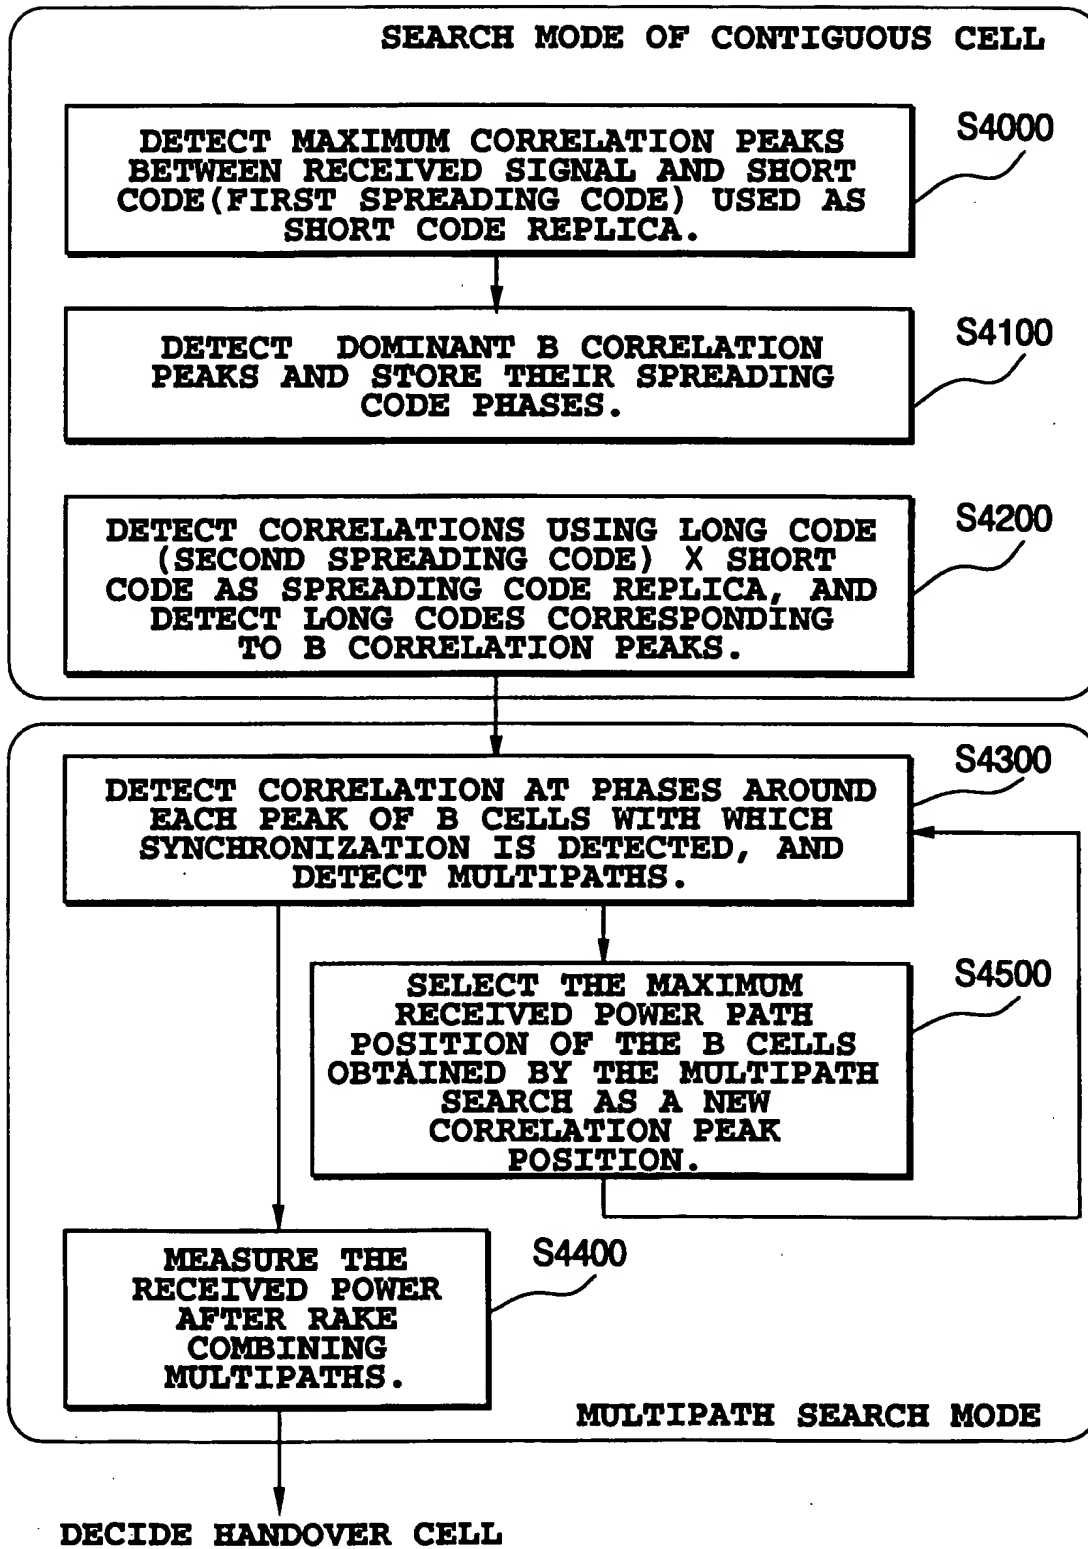 SEARCH MODE OF CONTIGUOUS CELL
S4000
DETECT MAXIMUM CORRELATION PEAKS
BETWEEN RECEIVED SIGNAL AND SHORT
CODE(FIRST SPREADING CODE) USED AS
SHORT CODE REPLICA.
S4100
DETECT DOMINANT B CORRELATION
PEAKS AND STORE THEIR SPREADING
CODE PHASES.
S4200
DETECT CORRELATIONS USING LONG CODE
(SECOND SPREADING CODE) X SHORT
CODE AS SPREADING CODE REPLICA, AND
DETECT LONG CODES CORRESPONDING
TO B CORRELATION PEAKS.
S4300
DETECT CORRELATION AT PHASES AROUND
EACH PEAK OF B CELLS WITH WHICH
SYNCHRONIZATION IS DETECTED, AND
DETECT MULTIPATHS.
S4500
SELECT THE MAXIMUM
RECEIVED POWER PATH
POSITION OF THE B CELLS
OBTAINED BY THE MULTIPATH
SEARCH AS A NEW
CORRELATION PEAK
POSITION.
S4400
MEASURE THE
RECEIVED POWER
AFTER RAKE
COMBINING
MULTIPATHS.
MULTIPATH SEARCH MODE
DECIDE HANDOVER CELL